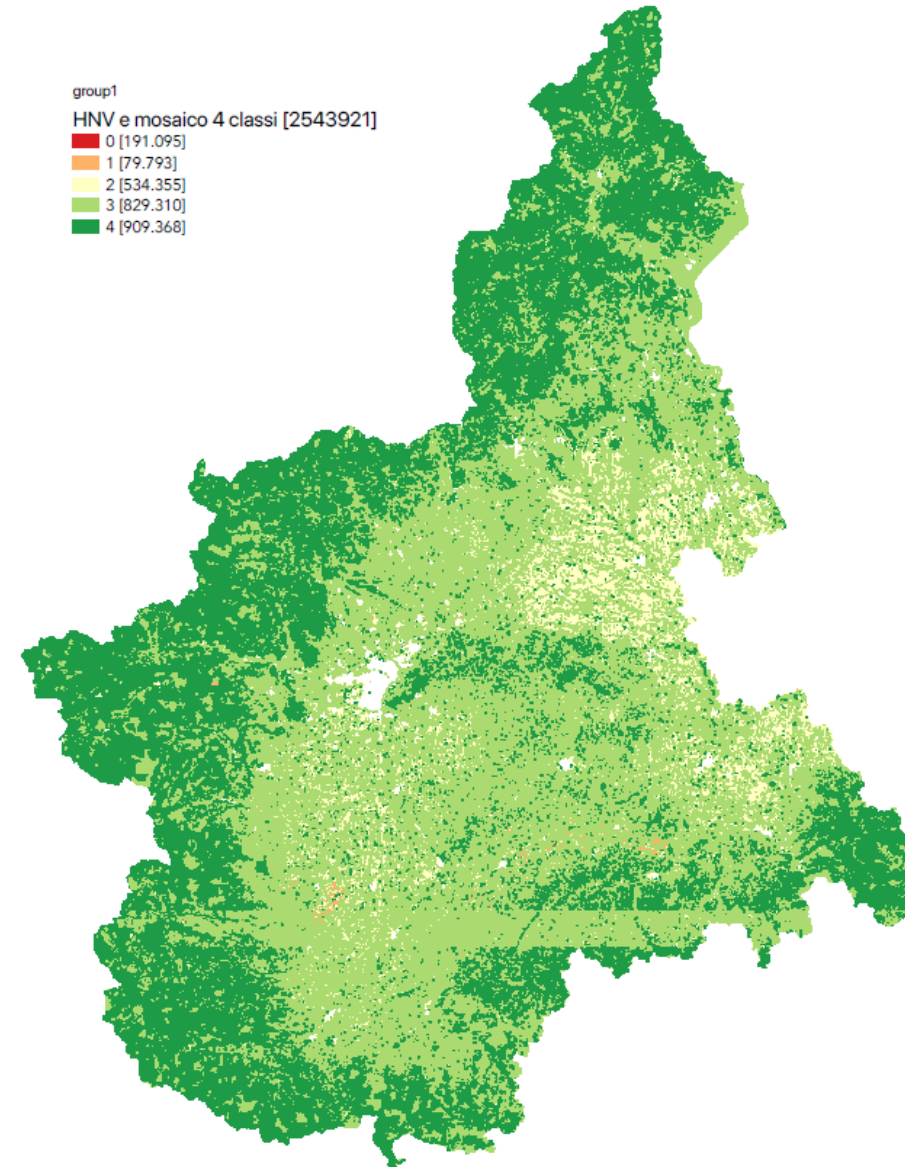 group1
HNV e mosaico 4 classi [2543921]
0 [191.095]
1 [79.793]
2 [534.355]
3 [829.310]
4 [909.368]